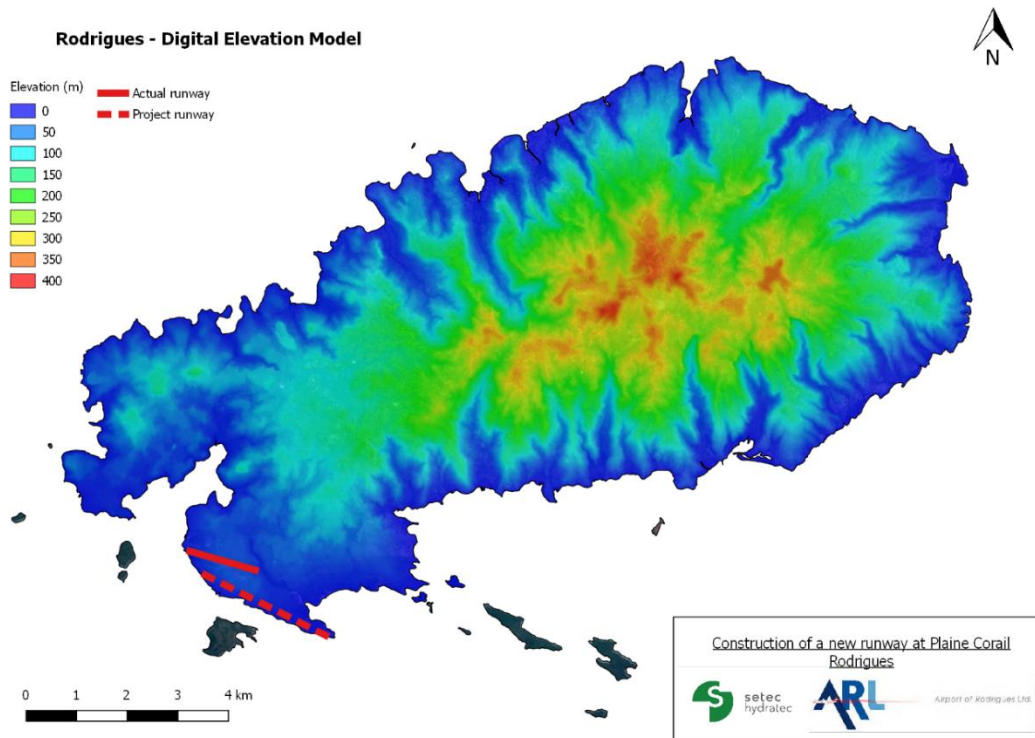 Rodrigues - Digital Elevation Model
N
Elevation (m)
0
50
100
150
200
250
300
350
400
Actual runway
Project runway
0 1 2 3 4 km
Construction of a new runway at Plaine Corail
Rodrigues
setec
hydratec
ARL
Airport of Rodrigues Ltd.